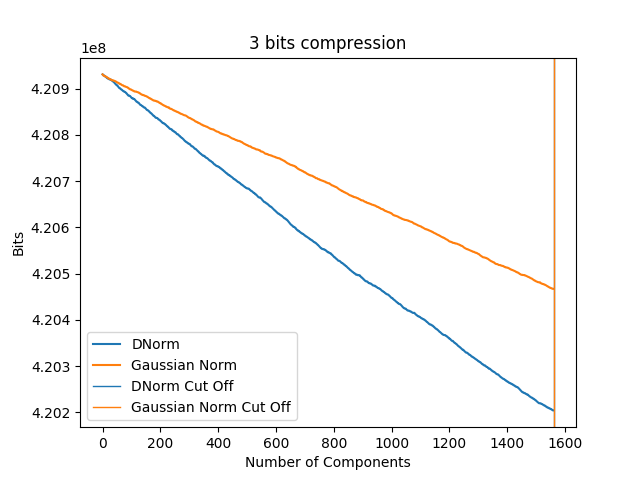 3 bits compression
1e8
4.209
4.208
4.207
4.206
4.205
4.204
4.203
4.202
Bits
DNorm
Gaussian Norm
DNorm Cut Off
Gaussian Norm Cut Off
0 200 400 600 800 1000 1200 1400 1600
Number of Components